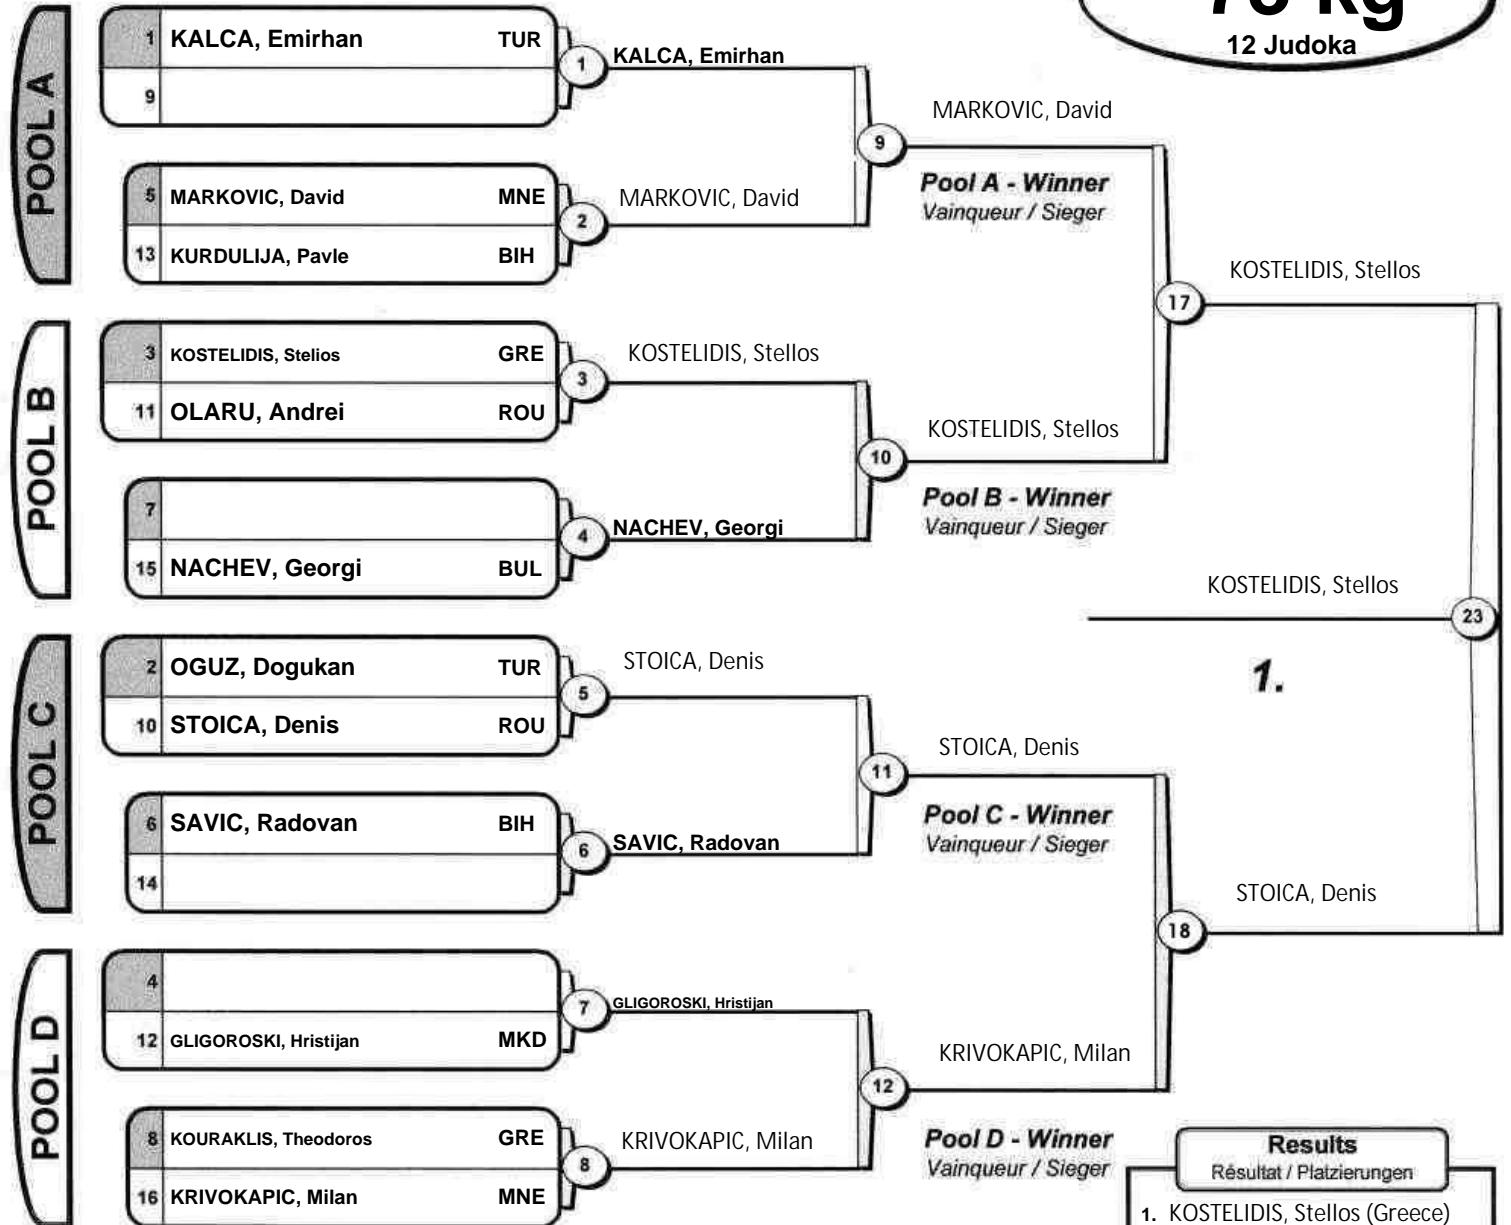 73 kg
12 Judoka
POOL A
1 KALCA, Emirhan TUR
9
1
KALCA, Emirhan
5 MARKOVIC, David MNE
13 KURDULIJA, Pavle BIH
2
MARKOVIC, David
9
MARKOVIC, David
Pool A - Winner
Vainqueur / Sieger
POOL B
3 KOSTELIDIS, Stelios GRE
11 OLARU, Andrei ROU
3
KOSTELIDIS, Stellos
7
15 NACHEV, Georgi BUL
4
NACHEV, Georgi
10
KOSTELIDIS, Stellos
Pool B - Winner
Vainqueur / Sieger
17
KOSTELIDIS, Stellos
POOL C
2 OGUZ, Dogukan TUR
10 STOICA, Denis ROU
5
STOICA, Denis
6 SAVIC, Radovan BIH
14
6
SAVIC, Radovan
11
STOICA, Denis
Pool C - Winner
Vainqueur / Sieger
POOL D
4
12 GLIGOROSKI, Hristijan MKD
7
GLIGOROSKI, Hristijan
8 KOURAKLIS, Theodoros GRE
16 KRIVOKAPIC, Milan MNE
8
KRIVOKAPIC, Milan
12
KRIVOKAPIC, Milan
Pool D - Winner
Vainqueur / Sieger
18
STOICA, Denis
KOSTELIDIS, Stellos
23
1.
Results
Résultat / Platzierungen
1. KOSTELIDIS, Stellos (Greece)